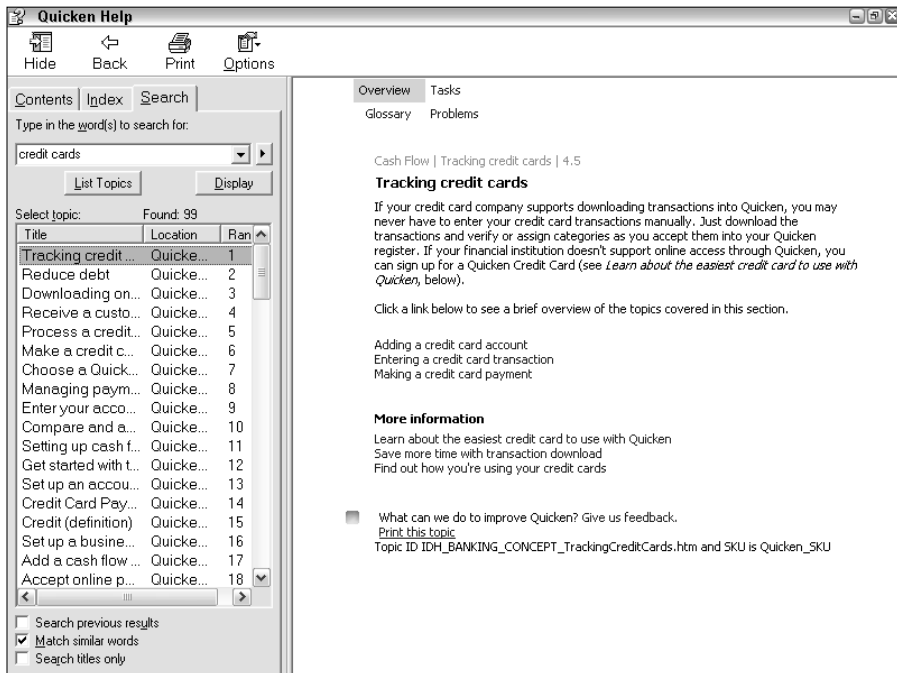 Quicken Help
Hide Back Print Options
Contents Index Search
Type in the word(s) to search for:
credit cards
List Topics Display
Select topic: Found: 99
Title Location Ran
Tracking credit ... Quicke... 1
Reduce debt Quicke... 2
Downloading on... Quicke... 3
Receive a custo... Quicke... 4
Process a credit... Quicke... 5
Make a credit c... Quicke... 6
Choose a Quick... Quicke... 7
Managing paym... Quicke... 8
Enter your acco... Quicke... 9
Compare and a... Quicke... 10
Setting up cash f... Quicke... 11
Get started with t... Quicke... 12
Set up an accou... Quicke... 13
Credit Card Pay... Quicke... 14
Credit (definition) Quicke... 15
Set up a busine... Quicke... 16
Add a cash flow ... Quicke... 17
Accept online p... Quicke... 18
Search previous results
Match similar words
Search titles only
Overview Tasks
Glossary Problems
Cash Flow | Tracking credit cards | 4.5
Tracking credit cards
If your credit card company supports downloading transactions into Quicken, you may
never have to enter your credit card transactions manually. Just download the
transactions and verify or assign categories as you accept them into your Quicken
register. If your financial institution doesn't support online access through Quicken, you
can sign up for a Quicken Credit Card (see Learn about the easiest credit card to use with
Quicken, below).
Click a link below to see a brief overview of the topics covered in this section.
Adding a credit card account
Entering a credit card transaction
Making a credit card payment
More information
Learn about the easiest credit card to use with Quicken
Save more time with transaction download
Find out how you're using your credit cards
What can we do to improve Quicken? Give us feedback.
Print this topic
Topic ID IDH_BANKING_CONCEPT_TrackingCreditCards.htm and SKU is Quicken_SKU